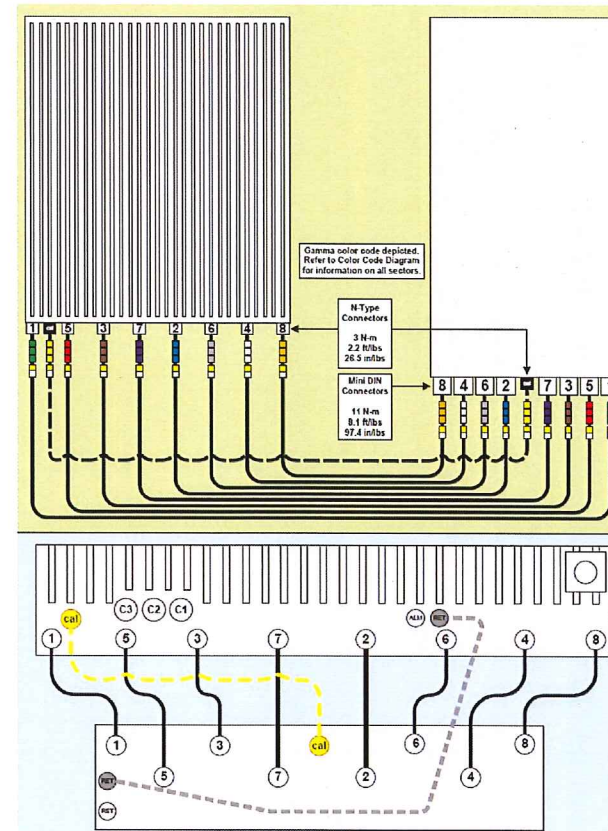 Gamma color code depicted.
Refer to Color Code Diagram
for information on all sectors.
N-Type
Connectors
3 N-m
2.2 ft/lbs
26.5 in/lbs
1 5 3 7 2 6 4 8
Mini DIN
Connectors
11 N-m
8.1 ft/lbs
97.4 in/lbs
8 4 6 2 7 3 5
cal C3 C2 C1 ALM RET
1 5 3 7 2 6 4 8
1 3 cal 6 8
5 7 2 4
RET
RET